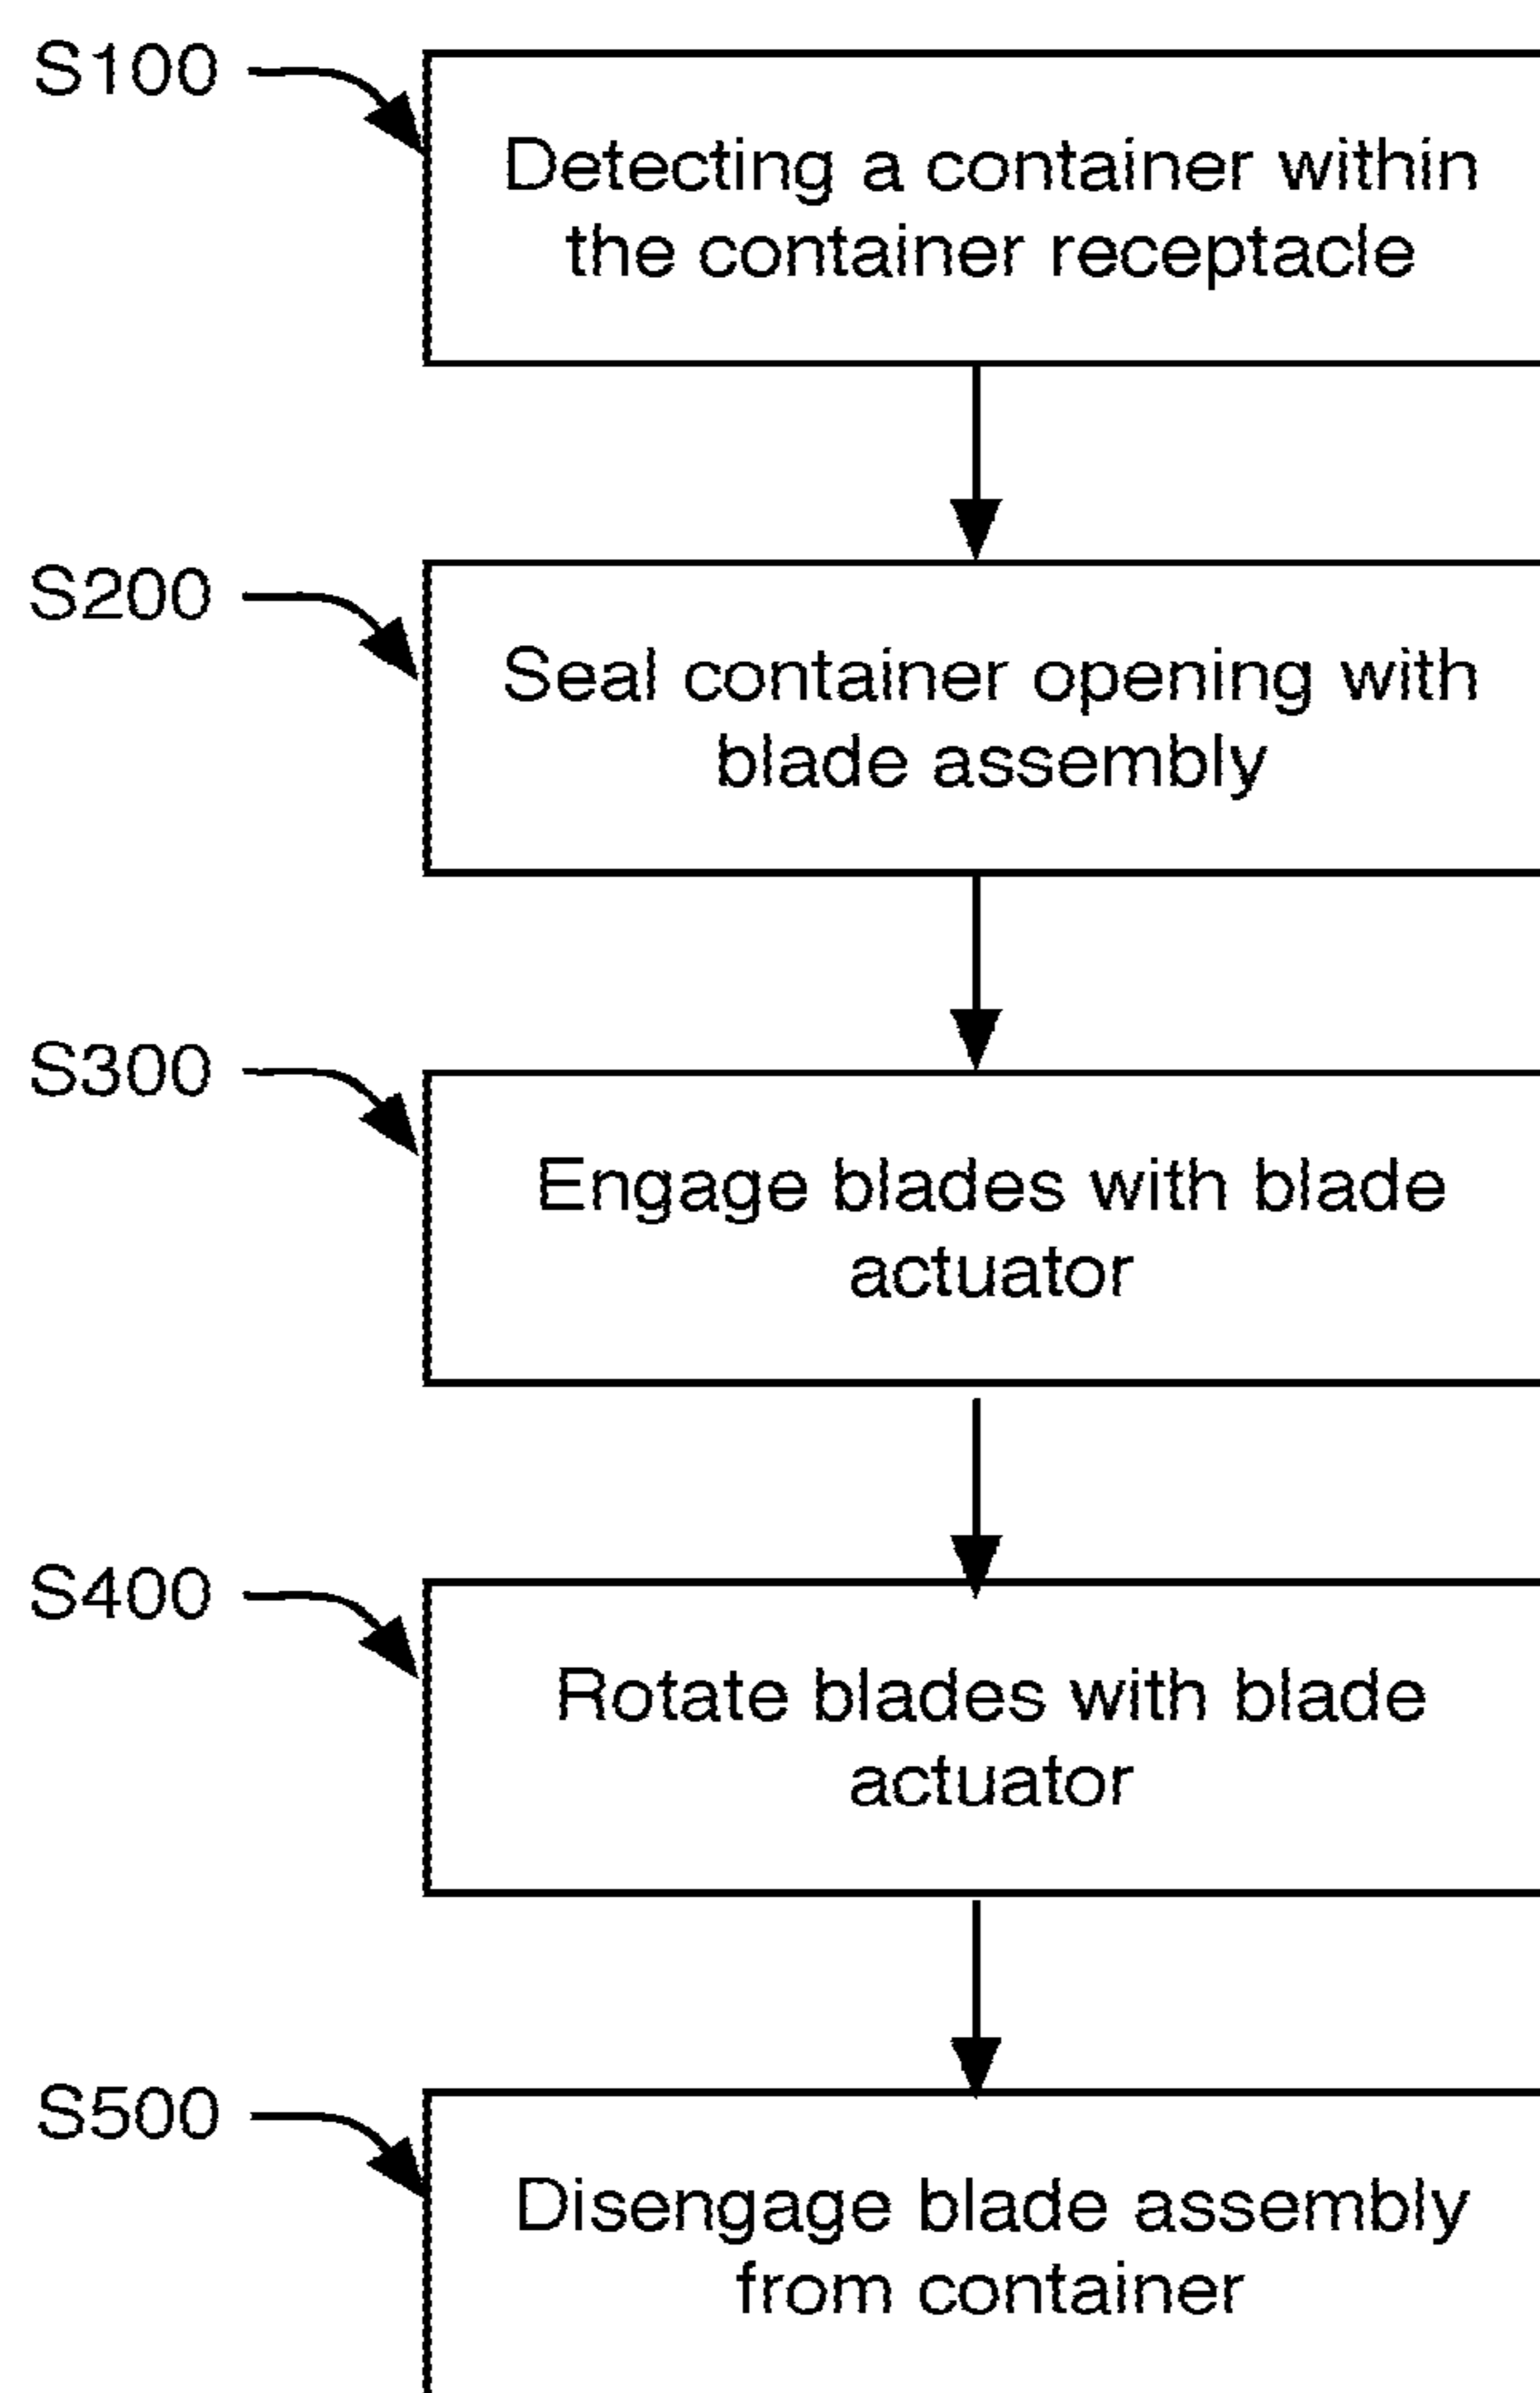 S100
Detecting a container within
the container receptacle
S200
Seal container opening with
blade assembly
S300
Engage blades with blade
actuator
S400
Rotate blades with blade
actuator
S500
Disengage blade assembly
from container